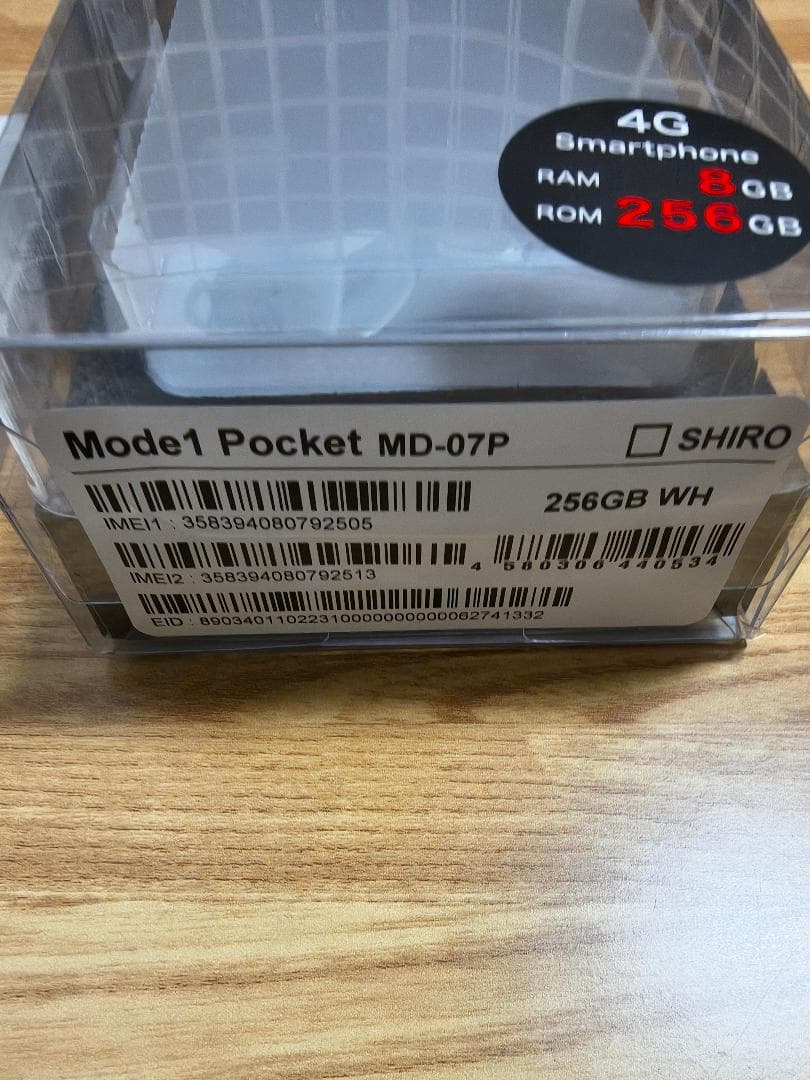 4G
Smartphone
RAM 8GB
ROM 256GB
Mode1 Pocket MD-07P
SHIRO
256GB WH
IMEI1 : 358394080792505
IMEI2 : 358394080792513
4 580306 440534
EID : 89034011022310000000000062741332